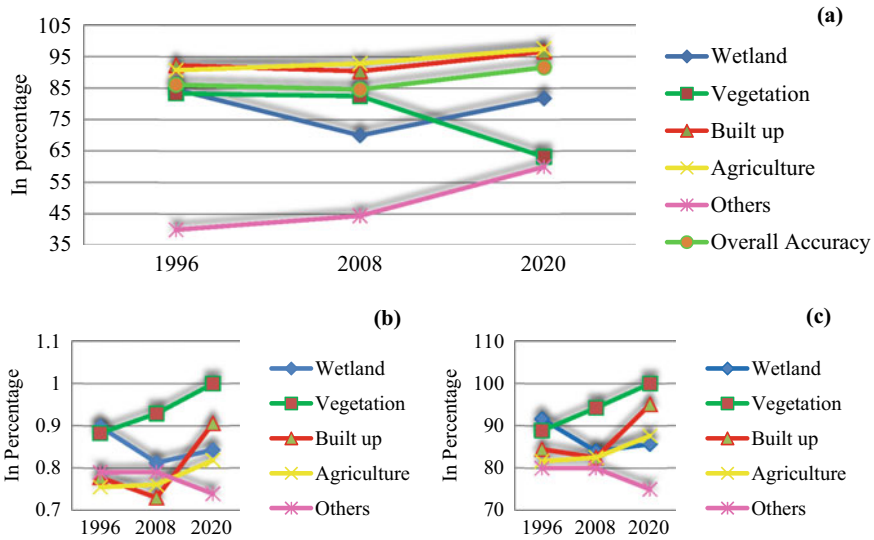 (a)
In percentage
105
95
85
75
65
55
45
35
1996 2008 2020
Wetland
Vegetation
Built up
Agriculture
Others
Overall Accuracy
(b)
In Percentage
1.1
1
0.9
0.8
0.7
1996 2008 2020
Wetland
Vegetation
Built up
Agriculture
Others
(c)
In Percentage
110
100
90
80
70
1996 2008 2020
Wetland
Vegetation
Built up
Agriculture
Others